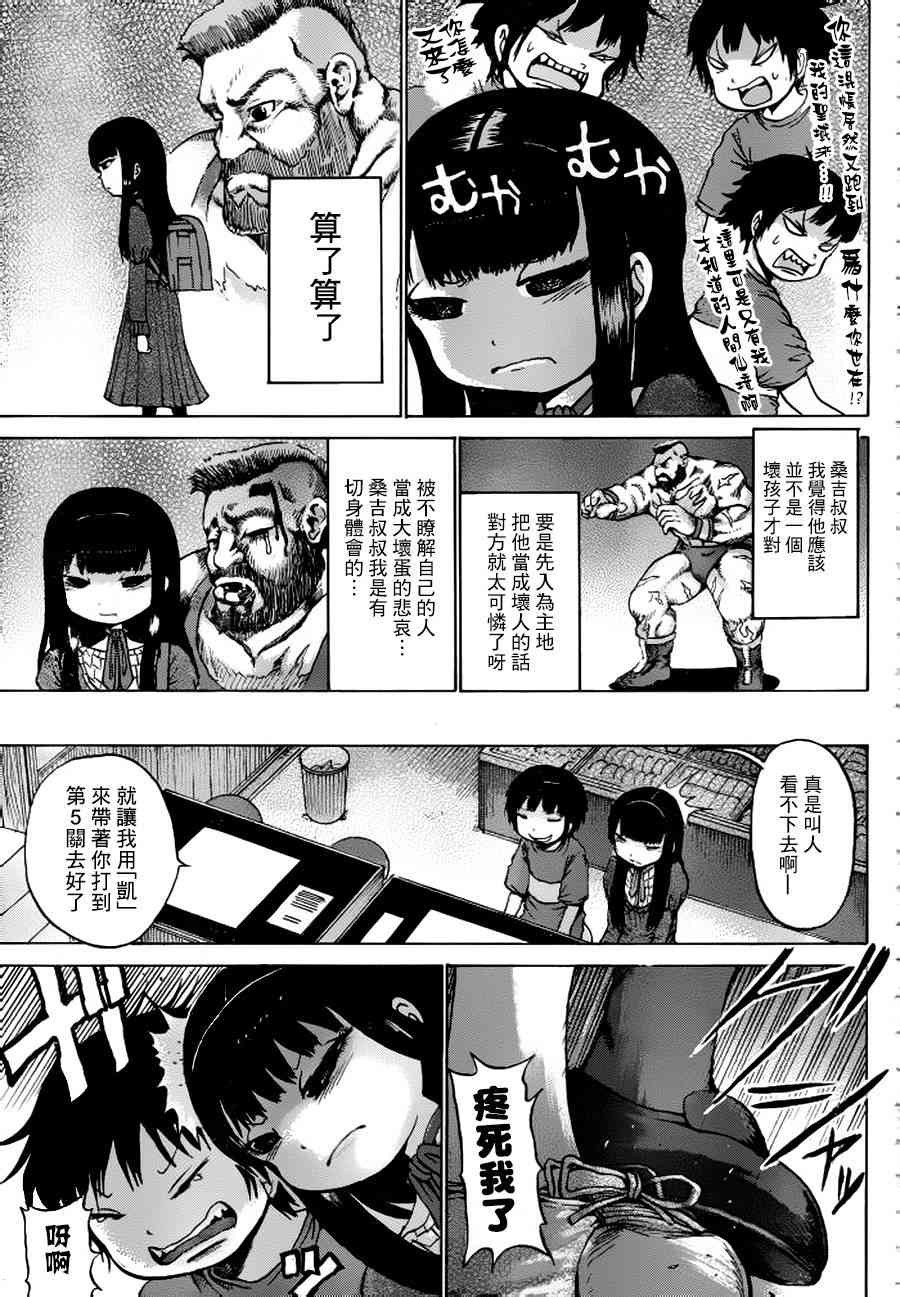 你怎麼
又來了
你這混帳居然又跑到
我的聖域來…!!
為什麼你也在!?
這里可是只有我
才知道的人間仙境啊
むか
むか
算了算了
桑吉叔叔
我覺得他應該
並不是一個
壞孩子才對
要是先入為主地
把他當成壞人的話
對方就太可憐了呀
被不瞭解自己的人
當成大壞蛋的悲哀…
桑吉叔叔我是有
切身體會的…
真是叫人
看不下去啊ー
就讓我用「凱」
來帶著你打到
第5關去好了
疼死我了
呀啊